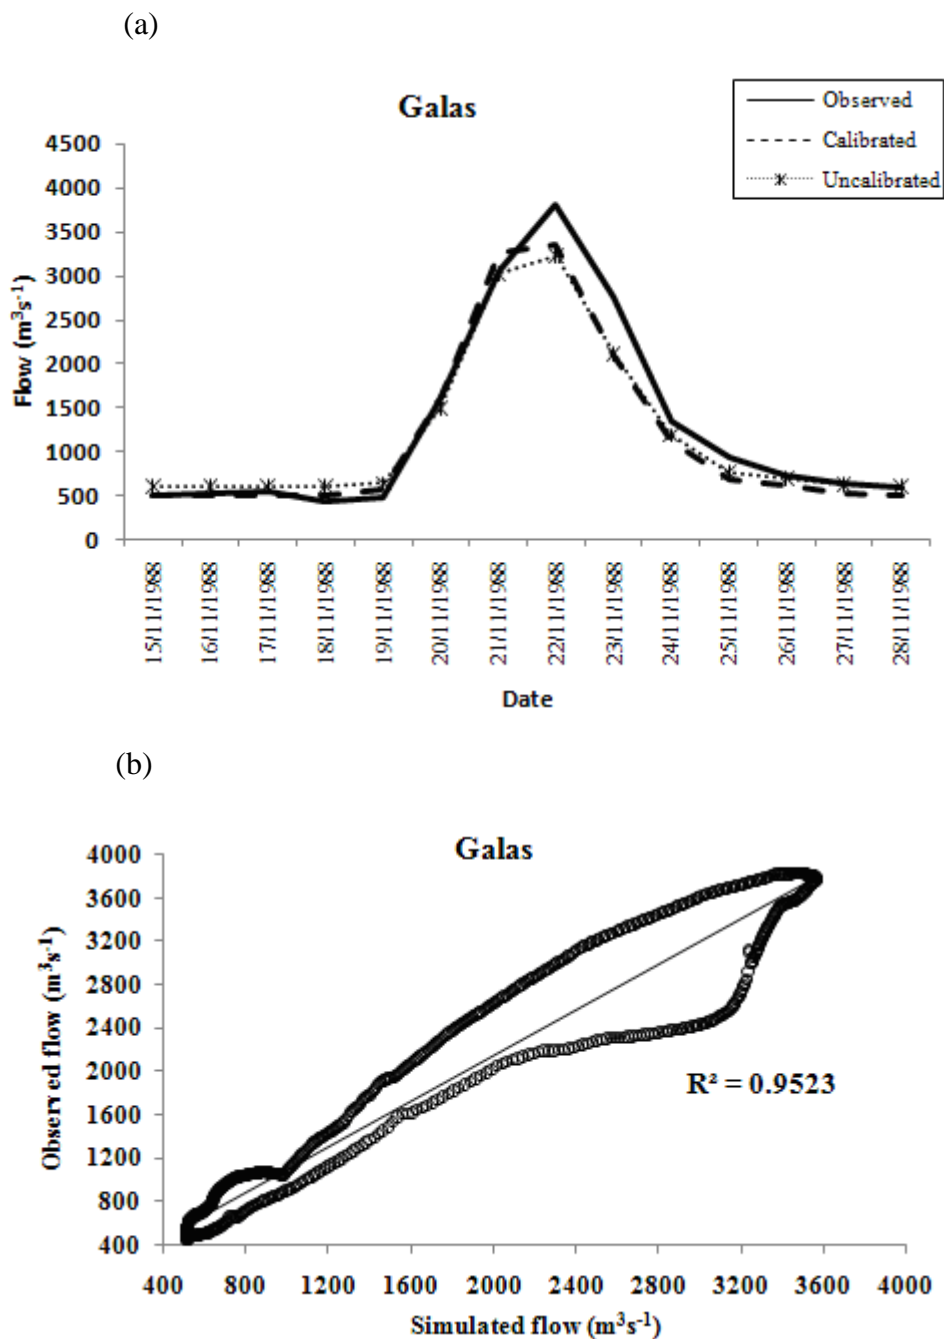 (a)
Galas
Observed
Calibrated
Uncalibrated
4500
4000
3500
3000
2500
2000
1500
1000
500
0
Flow (m³s⁻¹)
15/11/1988
16/11/1988
17/11/1988
18/11/1988
19/11/1988
20/11/1988
21/11/1988
22/11/1988
23/11/1988
24/11/1988
25/11/1988
26/11/1988
27/11/1988
28/11/1988
Date
(b)
Galas
4000
3600
3200
2800
2400
2000
1600
1200
800
400
Observed flow (m³s⁻¹)
R² = 0.9523
400 800 1200 1600 2000 2400 2800 3200 3600 4000
Simulated flow (m³s⁻¹)